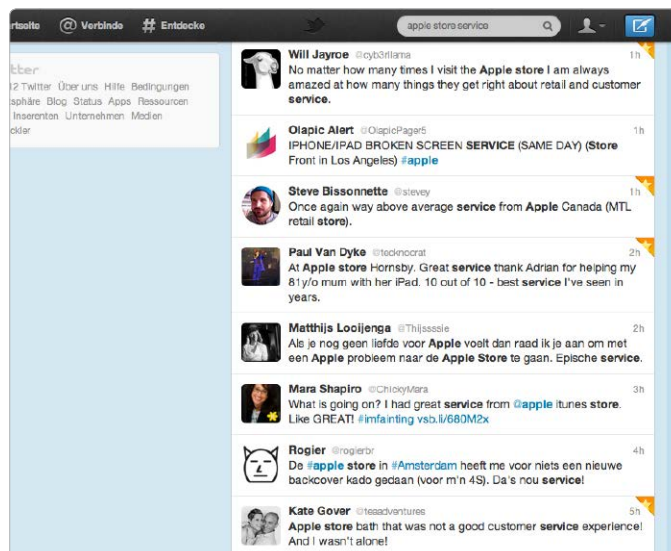 Verbinde
Entdecke
apple store service
tter
12 Twitter Über uns Hilfe Bedingungen
sphäre Blog Status Apps Ressourcen
Inserenten Unternehmen Medien
ckler
Will Jayroe @cyb3rllama 1h
No matter how many times I visit the Apple store I am always
amazed at how many things they get right about retail and customer
service.
Olapic Alert @OlapicPager5 1h
IPHONE/IPAD BROKEN SCREEN SERVICE (SAME DAY) (Store
Front in Los Angeles) #apple
Steve Bissonnette @stevey 1h
Once again way above average service from Apple Canada (MTL
retail store).
Paul Van Dyke @tecknocrat 2h
At Apple store Hornsby. Great service thank Adrian for helping my
81y/o mum with her iPad. 10 out of 10 - best service I've seen in
years.
Matthijs Looijenga @Thijssssie 2h
Als je nog geen liefde voor Apple voelt dan raad ik je aan om met
een Apple probleem naar de Apple Store te gaan. Epische service.
Mara Shapiro @ChickyMara 3h
What is going on? I had great service from @apple itunes store.
Like GREAT! #imfainting vsb.li/680M2x
Rogier @rogierbr 4h
De #apple store in #Amsterdam heeft me voor niets een nieuwe
backcover kado gedaan (voor m'n 4S). Da's nou service!
Kate Gover @teaadventures 5h
Apple store bath that was not a good customer service experience!
And I wasn't alone!